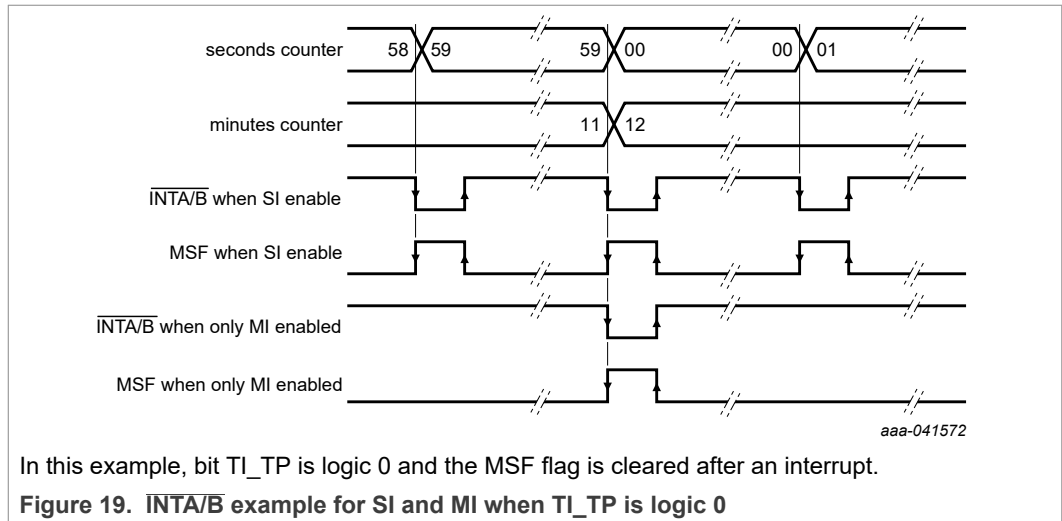 seconds counter 58 59 59 00 00 01
minutes counter 11 12
INTA/B when SI enable
MSF when SI enable
INTA/B when only MI enabled
MSF when only MI enabled
aaa-041572
In this example, bit TI_TP is logic 0 and the MSF flag is cleared after an interrupt.
Figure 19. INTA/B example for SI and MI when TI_TP is logic 0